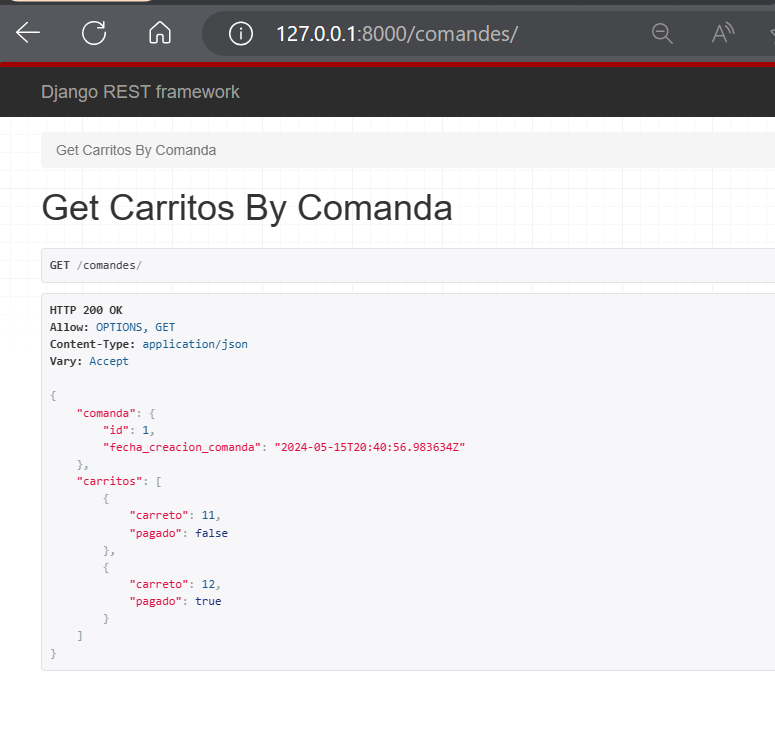 127.0.0.1:8000/comandes/
Django REST framework
Get Carritos By Comanda
Get Carritos By Comanda
GET /comandes/
HTTP 200 OK
Allow: OPTIONS, GET
Content-Type: application/json
Vary: Accept
{
    "comanda": {
        "id": 1,
        "fecha_creacion_comanda": "2024-05-15T20:40:56.983634Z"
    },
    "carritos": [
        {
            "carreto": 11,
            "pagado": false
        },
        {
            "carreto": 12,
            "pagado": true
        }
    ]
}